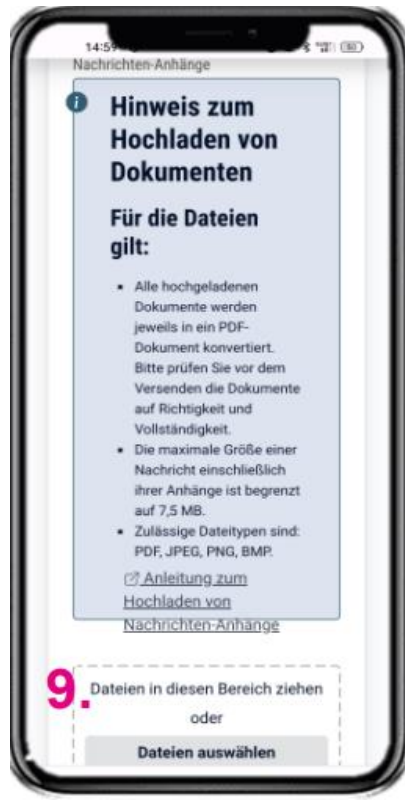 14:59
Nachrichten-Anhänge
Hinweis zum
Hochladen von
Dokumenten
Für die Dateien
gilt:
Alle hochgeladenen
Dokumente werden
jeweils in ein PDF-
Dokument konvertiert.
Bitte prüfen Sie vor dem
Versenden die Dokumente
auf Richtigkeit und
Vollständigkeit.
Die maximale Größe einer
Nachricht einschließlich
ihrer Anhänge ist begrenzt
auf 7,5 MB.
Zulässige Dateitypen sind:
PDF, JPEG, PNG, BMP.
Anleitung zum
Hochladen von
Nachrichten-Anhänge
9.
Dateien in diesen Bereich ziehen
oder
Dateien auswählen